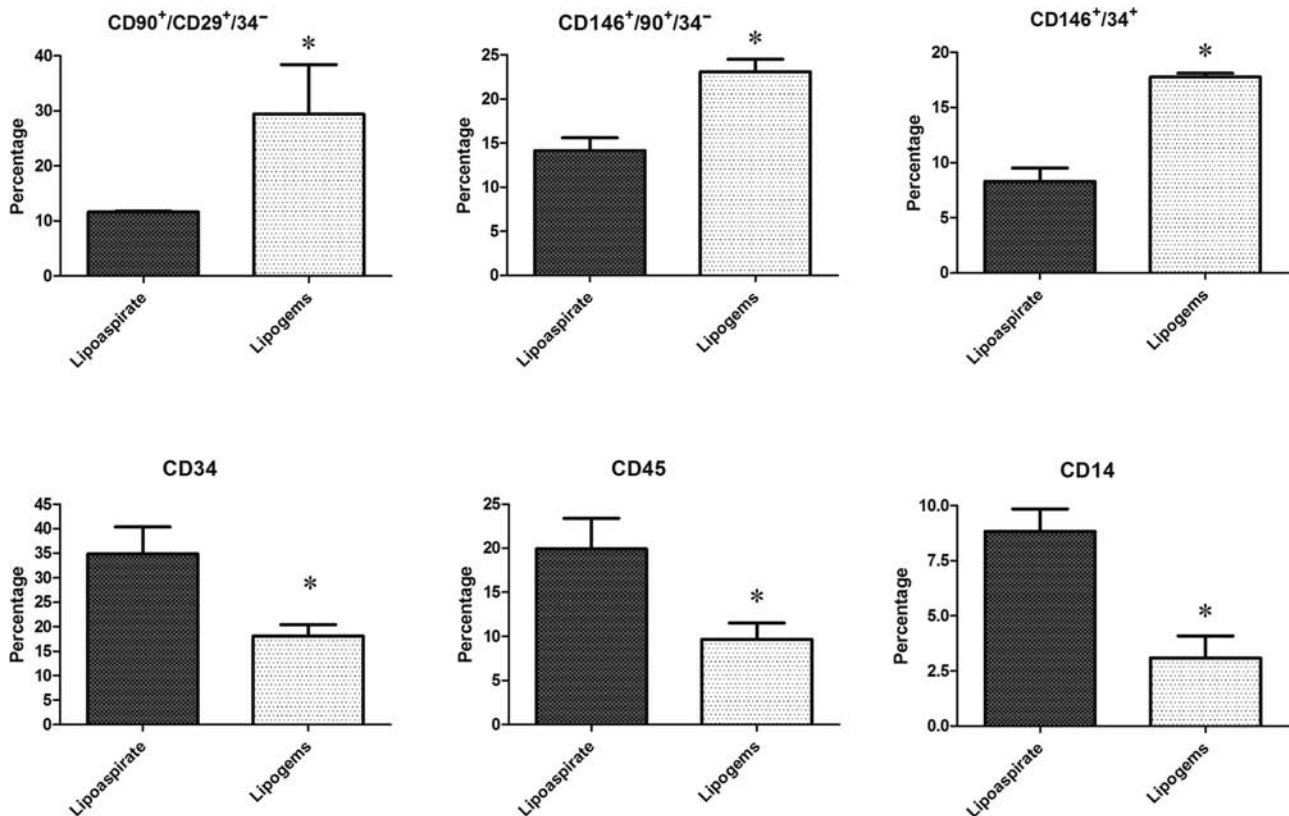 CD90⁺/CD29⁺/34⁻
Percentage
40
30
20
10
0
*
Lipoaspirate
Lipogems
CD146⁺/90⁺/34⁻
Percentage
25
20
15
10
5
0
*
Lipoaspirate
Lipogems
CD146⁺/34⁺
Percentage
20
15
10
5
0
*
Lipoaspirate
Lipogems
CD34
Percentage
45
40
35
30
25
20
15
10
5
0
*
Lipoaspirate
Lipogems
CD45
Percentage
25
20
15
10
5
0
*
Lipoaspirate
Lipogems
CD14
Percentage
10.0
7.5
5.0
2.5
0.0
*
Lipoaspirate
Lipogems